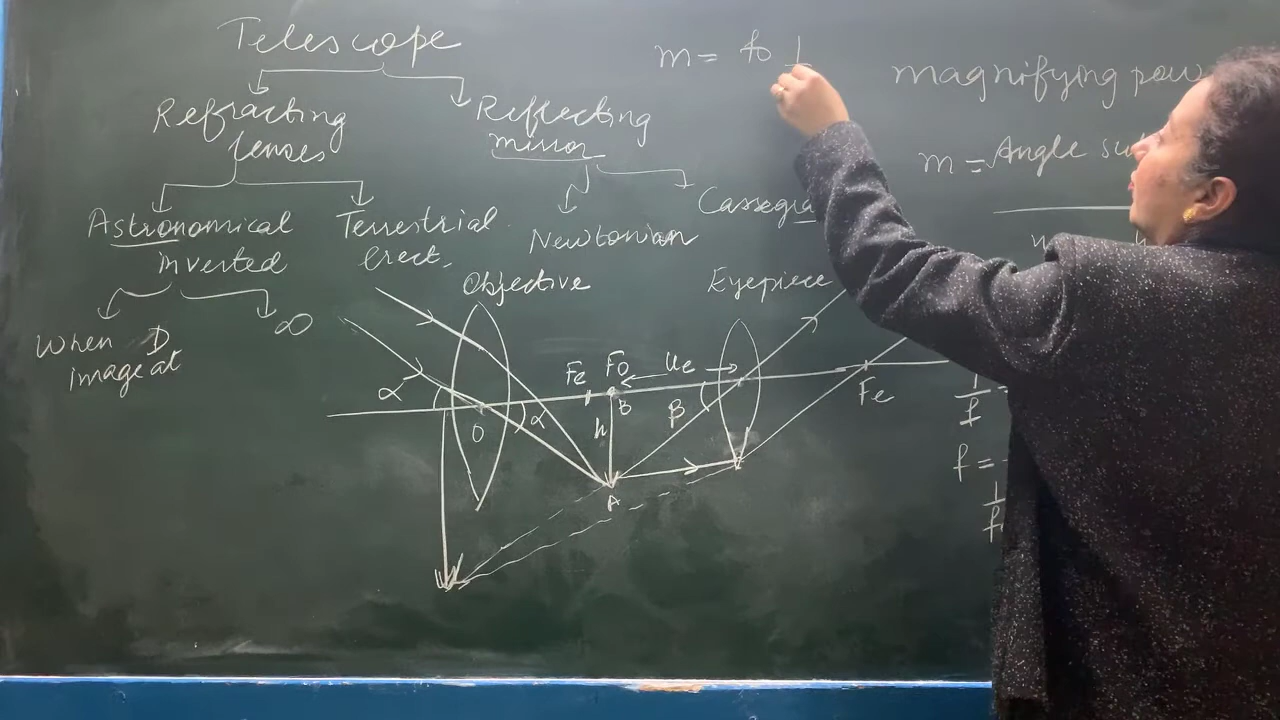 Telescope
Refracting
lenses
Reflecting
mirror
Astronomical
inverted
Terrestrial
erect,
Newtonian
Cassegra
When D
image at
∞
m = fo 1
magnifying pow
m = Angle su
Objective
Eyepiece
α
O
α
Fe
Fo
ue
B
h
β
A
Fe
1
f
f = -
1